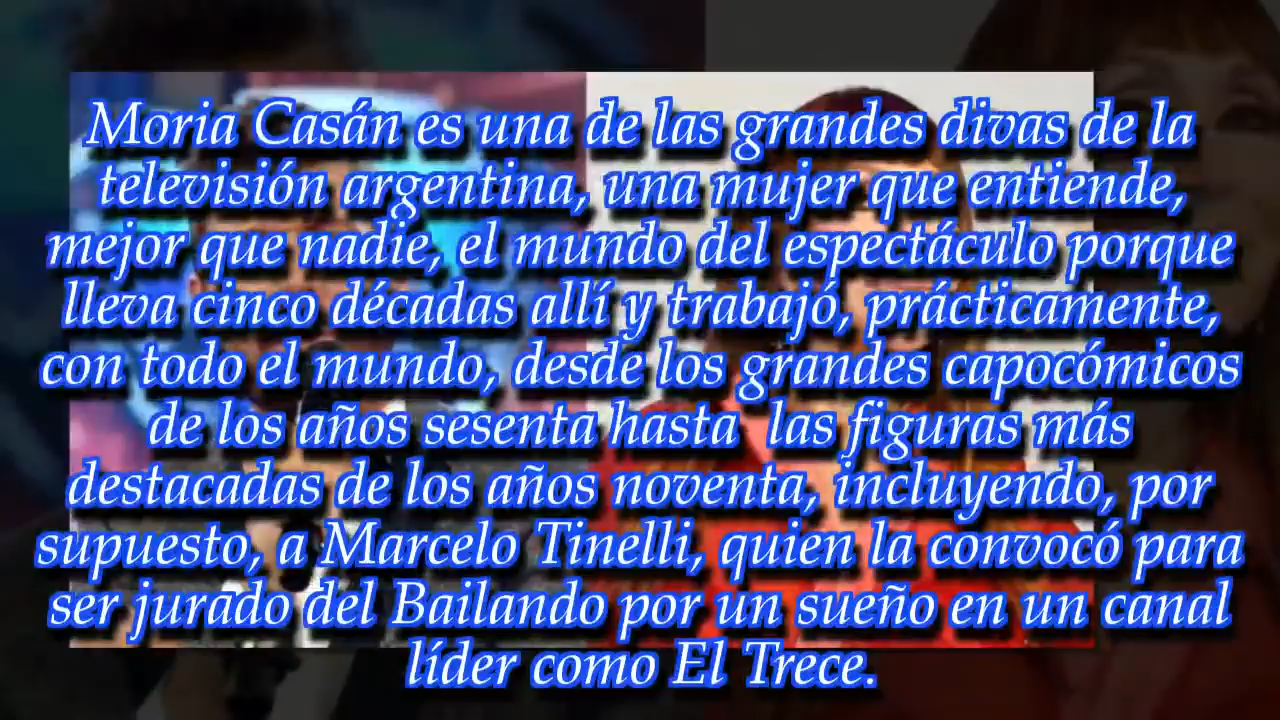 Moria Casán es una de las grandes divas de la
televisión argentina, una mujer que entiende,
mejor que nadie, el mundo del espectáculo porque
lleva cinco décadas allí y trabajó, prácticamente,
con todo el mundo, desde los grandes capocómicos
de los años sesenta hasta  las figuras más
destacadas de los años noventa, incluyendo, por
supuesto, a Marcelo Tinelli, quien la convocó para
ser jurado del Bailando por un sueño en un canal
líder como El Trece.